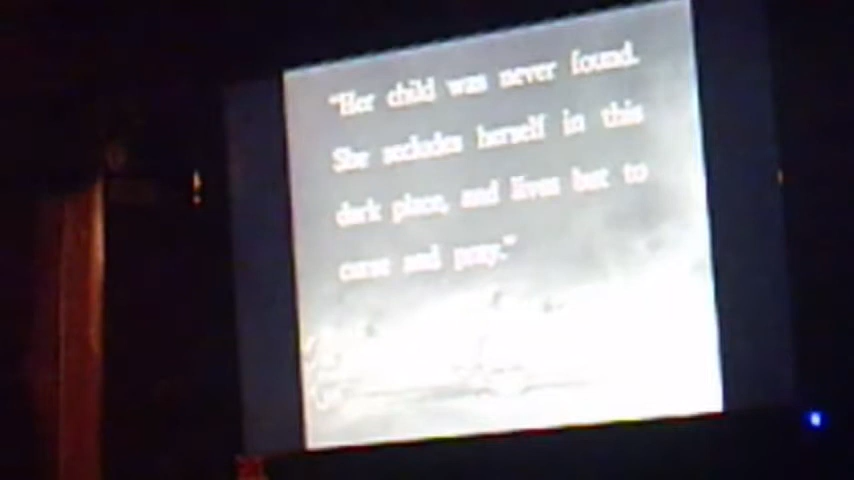 "Her child was never found.
She secludes herself in this
dark place, and lives but to
curse and pray."